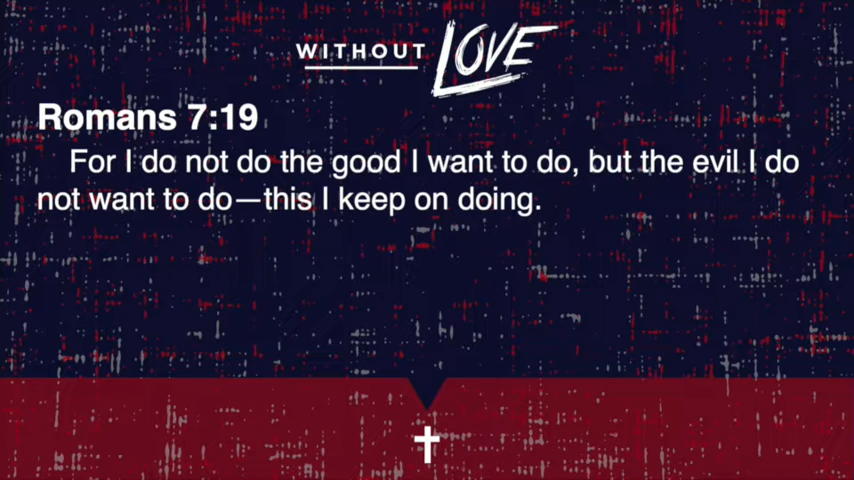 WITHOUT LOVE
Romans 7:19
For I do not do the good I want to do, but the evil I do
not want to do—this I keep on doing.